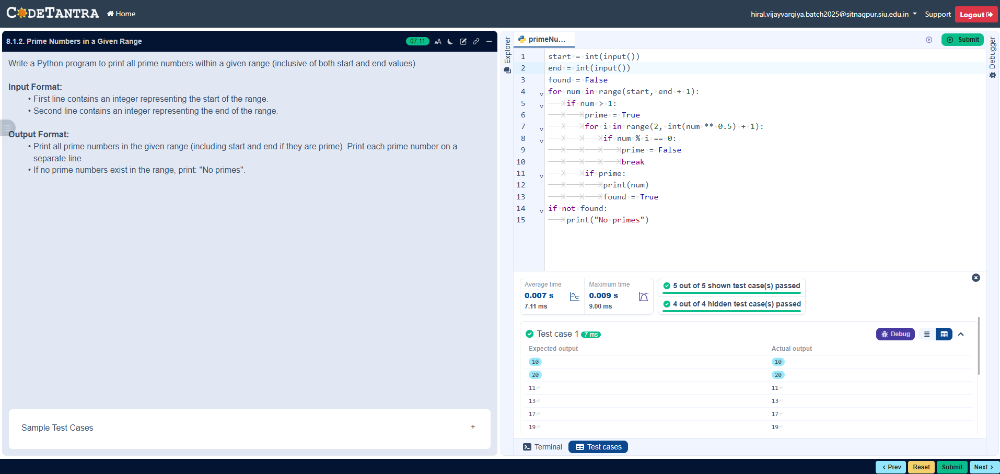 CODETANTRA Home
hiral.vijayvargiya.batch2025@sitnagpur.siu.edu.in Support Logout
8.1.2. Prime Numbers in a Given Range 07:11
Write a Python program to print all prime numbers within a given range (inclusive of both start and end values).
Input Format:
• First line contains an integer representing the start of the range.
• Second line contains an integer representing the end of the range.
Output Format:
• Print all prime numbers in the given range (including start and end if they are prime). Print each prime number on a
separate line.
• If no prime numbers exist in the range, print: "No primes".
Sample Test Cases +
Explorer
primeNu...
Submit
Debugger
1 start = int(input())
2 end = int(input())
3 found = False
4 for num in range(start, end + 1):
5 if num > 1:
6 prime = True
7 for i in range(2, int(num ** 0.5) + 1):
8 if num % i == 0:
9 prime = False
10 break
11 if prime:
12 print(num)
13 found = True
14 if not found:
15 print("No primes")
Average time
0.007 s
7.11 ms
Maximum time
0.009 s
9.00 ms
5 out of 5 shown test case(s) passed
4 out of 4 hidden test case(s) passed
Test case 1 7 ms
Debug
Expected output Actual output
10 10
20 20
11 11
13 13
17 17
19 19
Terminal Test cases
‹ Prev Reset Submit Next ›